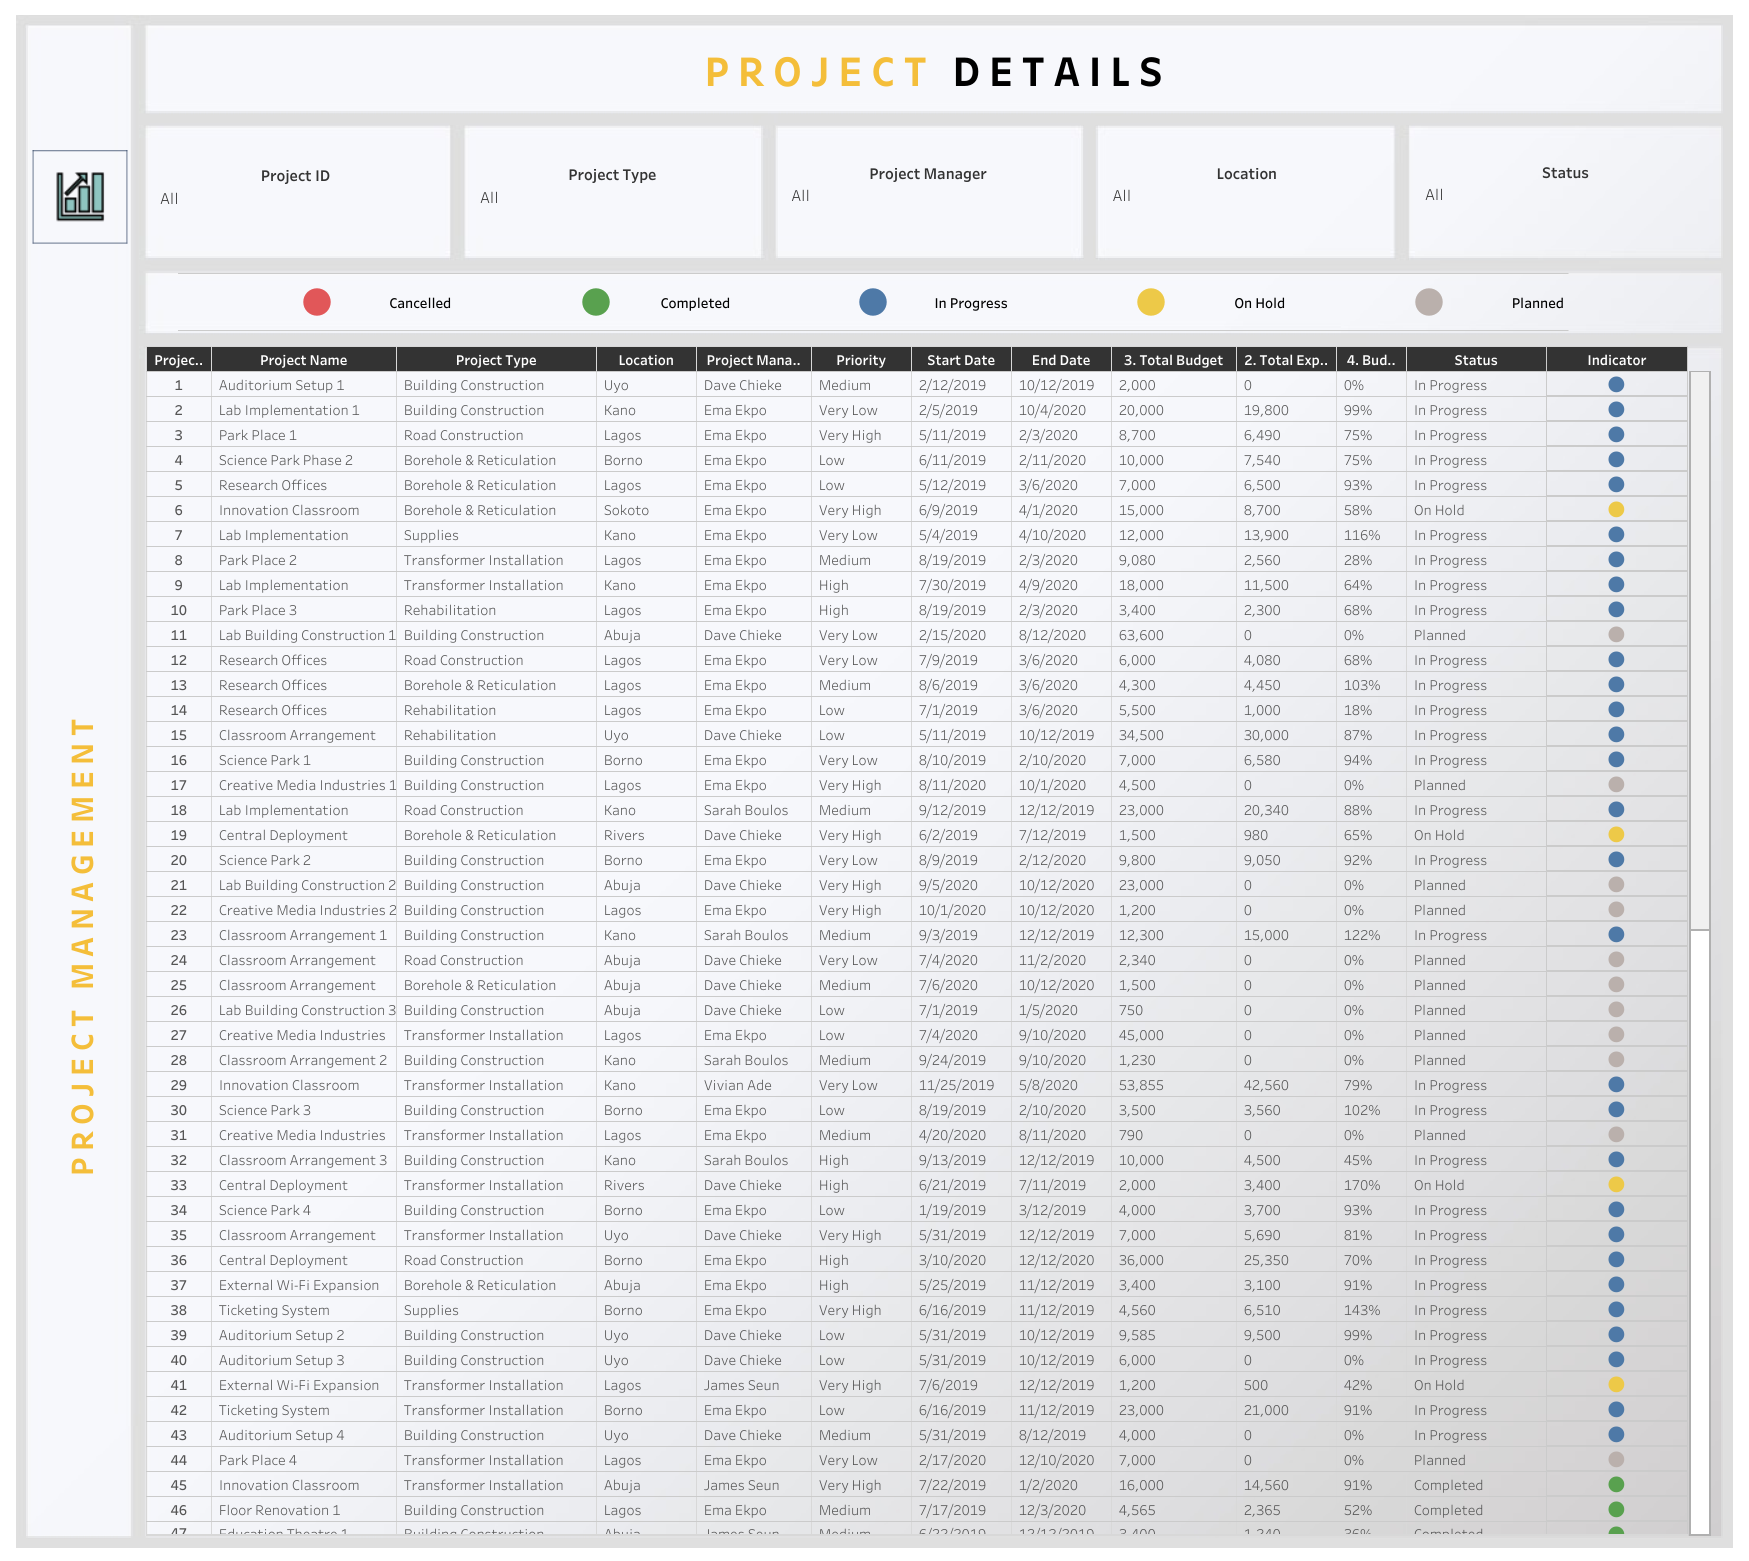 PROJECT DETAILS
Project ID
All
Project Type
All
Project Manager
All
Location
All
Status
All
Cancelled Completed In Progress On Hold Planned
PROJECT MANAGEMENT
Projec.. Project Name Project Type Location Project Mana.. Priority Start Date End Date 3. Total Budget 2. Total Exp.. 4. Bud.. Status Indicator
1 Auditorium Setup 1 Building Construction Uyo Dave Chieke Medium 2/12/2019 10/12/2019 2,000 0 0% In Progress
2 Lab Implementation 1 Building Construction Kano Ema Ekpo Very Low 2/5/2019 10/4/2020 20,000 19,800 99% In Progress
3 Park Place 1 Road Construction Lagos Ema Ekpo Very High 5/11/2019 2/3/2020 8,700 6,490 75% In Progress
4 Science Park Phase 2 Borehole & Reticulation Borno Ema Ekpo Low 6/11/2019 2/11/2020 10,000 7,540 75% In Progress
5 Research Offices Borehole & Reticulation Lagos Ema Ekpo Low 5/12/2019 3/6/2020 7,000 6,500 93% In Progress
6 Innovation Classroom Borehole & Reticulation Sokoto Ema Ekpo Very High 6/9/2019 4/1/2020 15,000 8,700 58% On Hold
7 Lab Implementation Supplies Kano Ema Ekpo Very Low 5/4/2019 4/10/2020 12,000 13,900 116% In Progress
8 Park Place 2 Transformer Installation Lagos Ema Ekpo Medium 8/19/2019 2/3/2020 9,080 2,560 28% In Progress
9 Lab Implementation Transformer Installation Kano Ema Ekpo High 7/30/2019 4/9/2020 18,000 11,500 64% In Progress
10 Park Place 3 Rehabilitation Lagos Ema Ekpo High 8/19/2019 2/3/2020 3,400 2,300 68% In Progress
11 Lab Building Construction 1 Building Construction Abuja Dave Chieke Very Low 2/15/2020 8/12/2020 63,600 0 0% Planned
12 Research Offices Road Construction Lagos Ema Ekpo Very Low 7/9/2019 3/6/2020 6,000 4,080 68% In Progress
13 Research Offices Borehole & Reticulation Lagos Ema Ekpo Medium 8/6/2019 3/6/2020 4,300 4,450 103% In Progress
14 Research Offices Rehabilitation Lagos Ema Ekpo Low 7/1/2019 3/6/2020 5,500 1,000 18% In Progress
15 Classroom Arrangement Rehabilitation Uyo Dave Chieke Low 5/11/2019 10/12/2019 34,500 30,000 87% In Progress
16 Science Park 1 Building Construction Borno Ema Ekpo Very Low 8/10/2019 2/10/2020 7,000 6,580 94% In Progress
17 Creative Media Industries 1 Building Construction Lagos Ema Ekpo Very High 8/11/2020 10/1/2020 4,500 0 0% Planned
18 Lab Implementation Road Construction Kano Sarah Boulos Medium 9/12/2019 12/12/2019 23,000 20,340 88% In Progress
19 Central Deployment Borehole & Reticulation Rivers Dave Chieke Very High 6/2/2019 7/12/2019 1,500 980 65% On Hold
20 Science Park 2 Building Construction Borno Ema Ekpo Very Low 8/9/2019 2/12/2020 9,800 9,050 92% In Progress
21 Lab Building Construction 2 Building Construction Abuja Dave Chieke Very High 9/5/2020 10/12/2020 23,000 0 0% Planned
22 Creative Media Industries 2 Building Construction Lagos Ema Ekpo Very High 10/1/2020 10/12/2020 1,200 0 0% Planned
23 Classroom Arrangement 1 Building Construction Kano Sarah Boulos Medium 9/3/2019 12/12/2019 12,300 15,000 122% In Progress
24 Classroom Arrangement Road Construction Abuja Dave Chieke Very Low 7/4/2020 11/2/2020 2,340 0 0% Planned
25 Classroom Arrangement Borehole & Reticulation Abuja Dave Chieke Medium 7/6/2020 10/12/2020 1,500 0 0% Planned
26 Lab Building Construction 3 Building Construction Abuja Dave Chieke Low 7/1/2019 1/5/2020 750 0 0% Planned
27 Creative Media Industries Transformer Installation Lagos Ema Ekpo Low 7/4/2020 9/10/2020 45,000 0 0% Planned
28 Classroom Arrangement 2 Building Construction Kano Sarah Boulos Medium 9/24/2019 9/10/2020 1,230 0 0% Planned
29 Innovation Classroom Transformer Installation Kano Vivian Ade Very Low 11/25/2019 5/8/2020 53,855 42,560 79% In Progress
30 Science Park 3 Building Construction Borno Ema Ekpo Low 8/19/2019 2/10/2020 3,500 3,560 102% In Progress
31 Creative Media Industries Transformer Installation Lagos Ema Ekpo Medium 4/20/2020 8/11/2020 790 0 0% Planned
32 Classroom Arrangement 3 Building Construction Kano Sarah Boulos High 9/13/2019 12/12/2019 10,000 4,500 45% In Progress
33 Central Deployment Transformer Installation Rivers Dave Chieke High 6/21/2019 7/11/2019 2,000 3,400 170% On Hold
34 Science Park 4 Building Construction Borno Ema Ekpo Low 1/19/2019 3/12/2019 4,000 3,700 93% In Progress
35 Classroom Arrangement Transformer Installation Uyo Dave Chieke Very High 5/31/2019 12/12/2019 7,000 5,690 81% In Progress
36 Central Deployment Road Construction Borno Ema Ekpo High 3/10/2020 12/12/2020 36,000 25,350 70% In Progress
37 External Wi-Fi Expansion Borehole & Reticulation Abuja Ema Ekpo High 5/25/2019 11/12/2019 3,400 3,100 91% In Progress
38 Ticketing System Supplies Borno Ema Ekpo Very High 6/16/2019 11/12/2019 4,560 6,510 143% In Progress
39 Auditorium Setup 2 Building Construction Uyo Dave Chieke Low 5/31/2019 10/12/2019 9,585 9,500 99% In Progress
40 Auditorium Setup 3 Building Construction Uyo Dave Chieke Low 5/31/2019 10/12/2019 6,000 0 0% In Progress
41 External Wi-Fi Expansion Transformer Installation Lagos James Seun Very High 7/6/2019 12/12/2019 1,200 500 42% On Hold
42 Ticketing System Transformer Installation Borno Ema Ekpo Low 6/16/2019 11/12/2019 23,000 21,000 91% In Progress
43 Auditorium Setup 4 Building Construction Uyo Dave Chieke Medium 5/31/2019 8/12/2019 4,000 0 0% In Progress
44 Park Place 4 Transformer Installation Lagos Ema Ekpo Very Low 2/17/2020 12/10/2020 7,000 0 0% Planned
45 Innovation Classroom Transformer Installation Abuja James Seun Very High 7/22/2019 1/2/2020 16,000 14,560 91% Completed
46 Floor Renovation 1 Building Construction Lagos Ema Ekpo Medium 7/17/2019 12/3/2020 4,565 2,365 52% Completed
47 Education Theatre 1 Building Construction Abuja James Seun Medium Completed